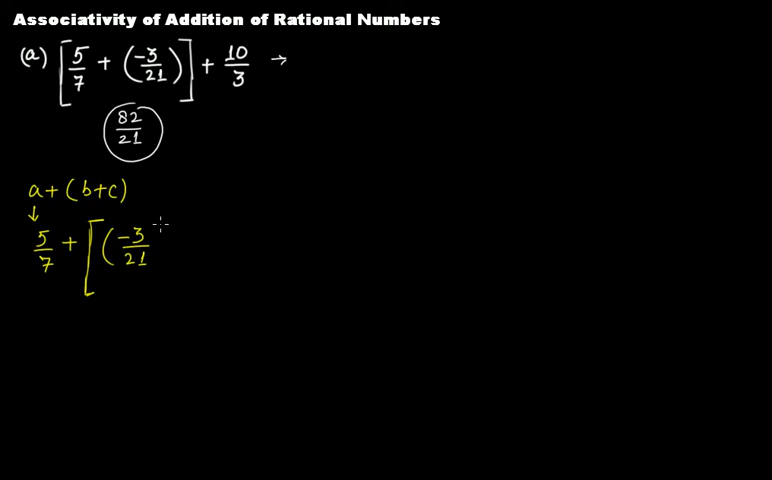 Associativity of Addition of Rational Numbers
(a) [5/7 + (-3/21)] + 10/3 →
82/21
a + (b+c)
↓
5/7 + [(-3/21